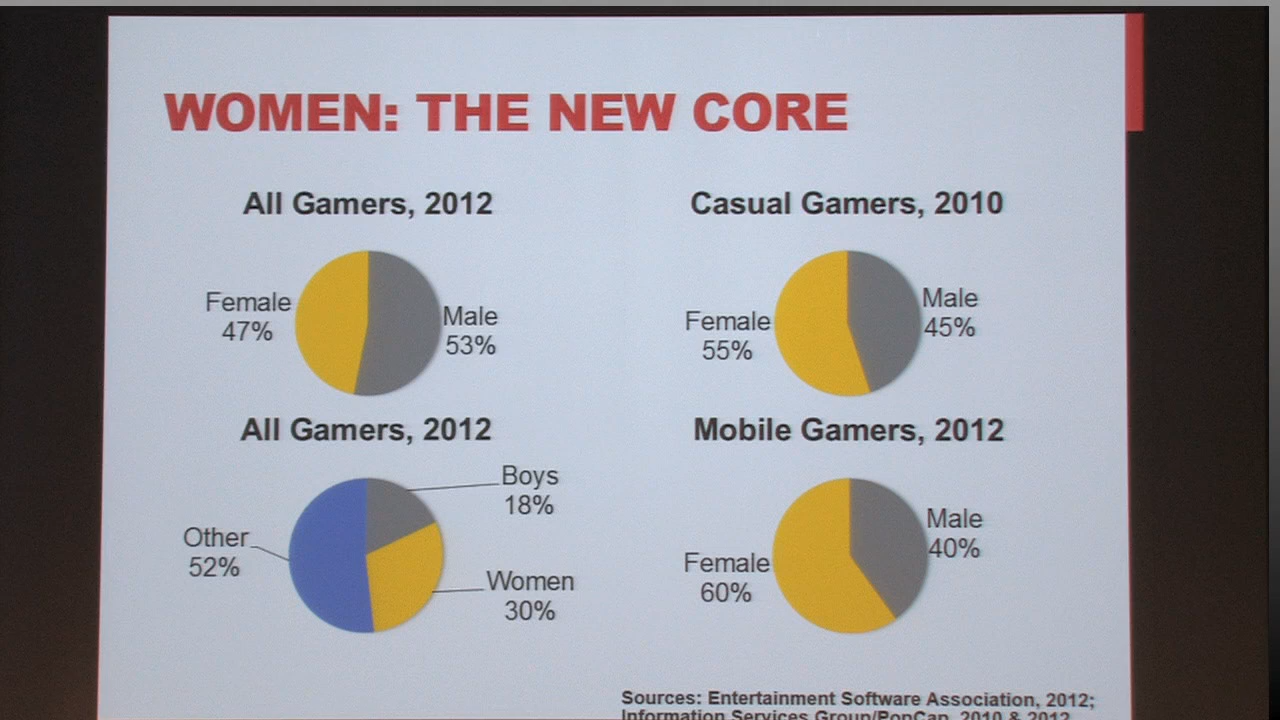 WOMEN: THE NEW CORE
All Gamers, 2012
Female
47%
Male
53%
Casual Gamers, 2010
Female
55%
Male
45%
All Gamers, 2012
Boys
18%
Other
52%
Women
30%
Mobile Gamers, 2012
Male
40%
Female
60%
Sources: Entertainment Software Association, 2012;
Information Services Group/PopCap, 2010 & 2012